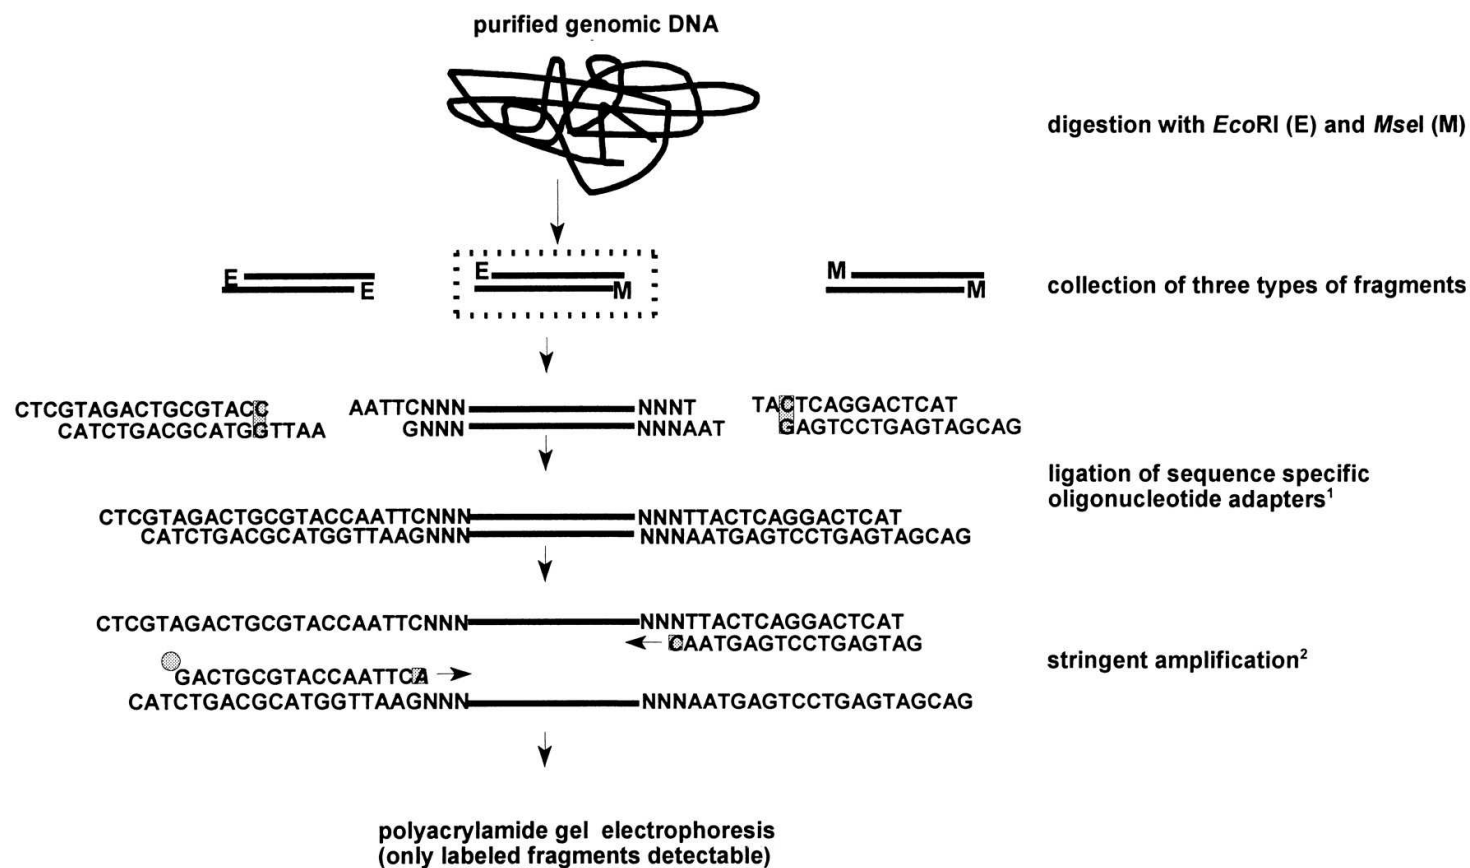 purified genomic DNA
digestion with EcoRI (E) and MseI (M)
E
E
E
M
M
M
collection of three types of fragments
CTCGTAGACTGCGTACC
CATCTGACGCATGGTTAA
AATTCNNN NNNT
GNNN NNNAAT
TACTCAGGACTCAT
GAGTCCTGAGTAGCAG
ligation of sequence specific
oligonucleotide adapters¹
CTCGTAGACTGCGTACCAATTCNNN NNNTTACTCAGGACTCAT
CATCTGACGCATGGTTAAGNNN NNNAATGAGTCCTGAGTAGCAG
CTCGTAGACTGCGTACCAATTCNNN NNNTTACTCAGGACTCAT
CAATGAGTCCTGAGTAG
stringent amplification²
GACTGCGTACCAATTCA
CATCTGACGCATGGTTAAGNNN NNNAATGAGTCCTGAGTAGCAG
polyacrylamide gel electrophoresis
(only labeled fragments detectable)